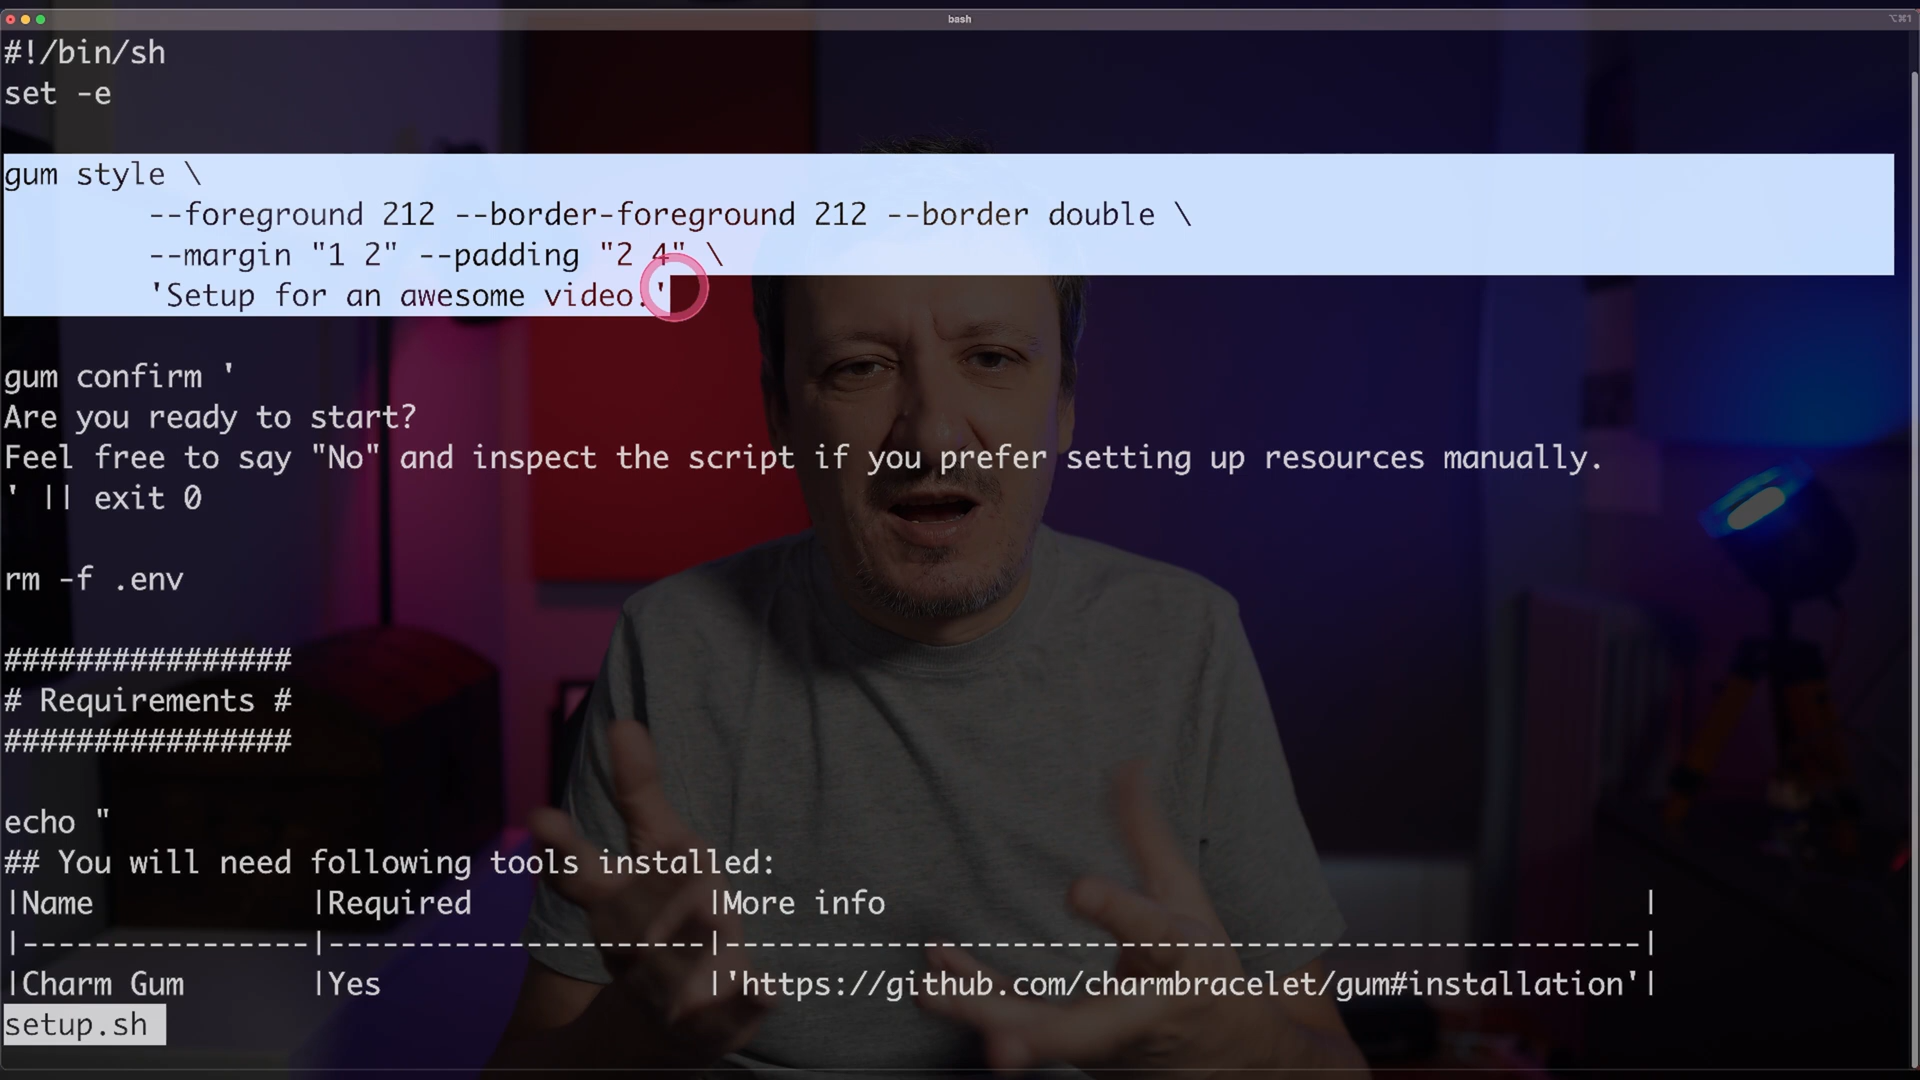 bash
⌥⌘1
#!/bin/sh
set -e
gum style \
--foreground 212 --border-foreground 212 --border double \
--margin "1 2" --padding "2 4" \
'Setup for an awesome video.'
gum confirm '
Are you ready to start?
Feel free to say "No" and inspect the script if you prefer setting up resources manually.
' || exit 0
rm -f .env
################
# Requirements #
################
echo "
## You will need following tools installed:
|Name            |Required             |More info                                          |
|----------------|---------------------|---------------------------------------------------|
|Charm Gum       |Yes                  |'https://github.com/charmbracelet/gum#installation'|
setup.sh